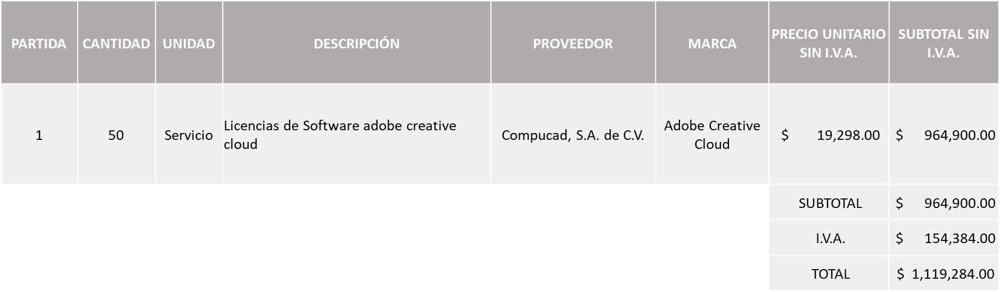 PARTIDA CANTIDAD UNIDAD DESCRIPCIÓN PROVEEDOR MARCA PRECIO UNITARIO SIN I.V.A. SUBTOTAL SIN I.V.A.
1 50 Servicio Licencias de Software adobe creative cloud Compucad, S.A. de C.V. Adobe Creative Cloud $ 19,298.00 $ 964,900.00
SUBTOTAL $ 964,900.00
I.V.A. $ 154,384.00
TOTAL $ 1,119,284.00